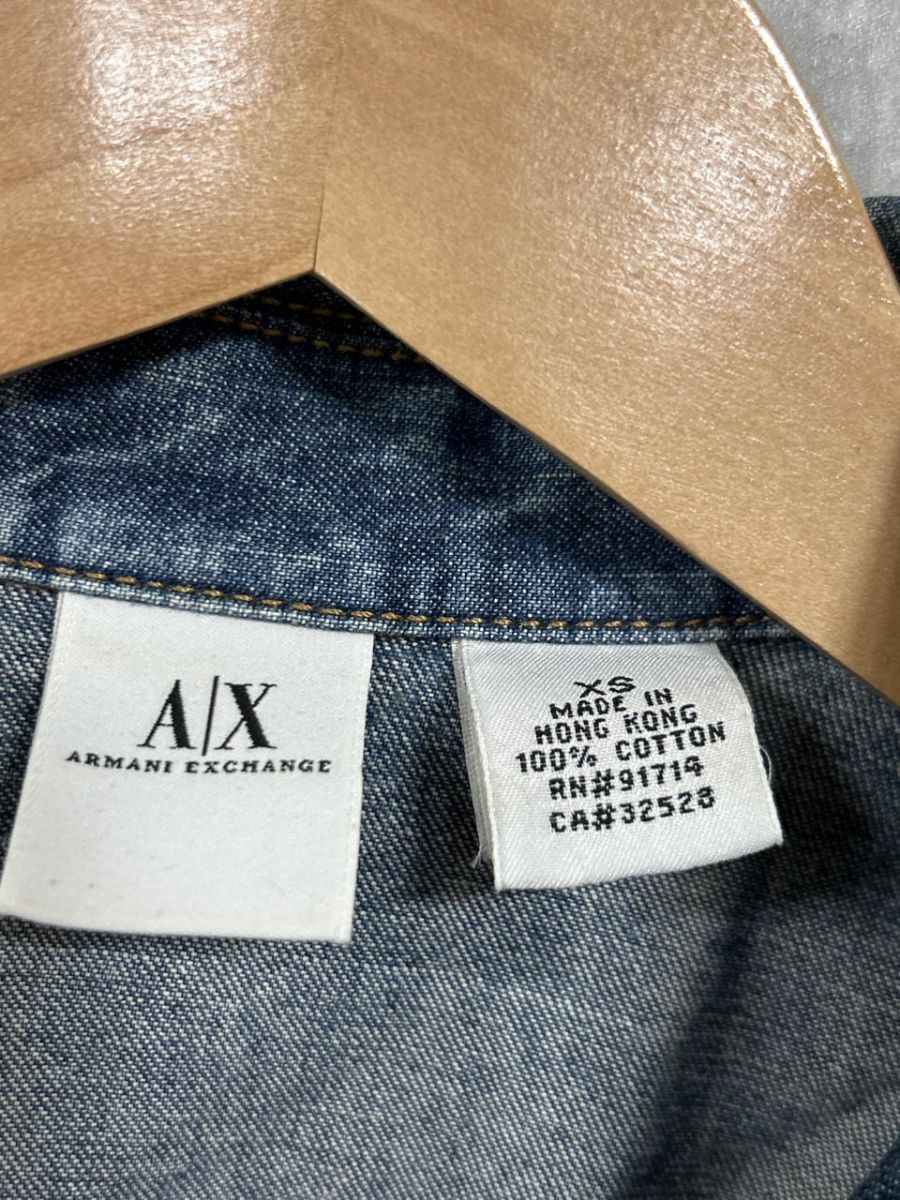 A|X
ARMANI EXCHANGE
XS
MADE IN
HONG KONG
100% COTTON
RN#91714
CA#32528